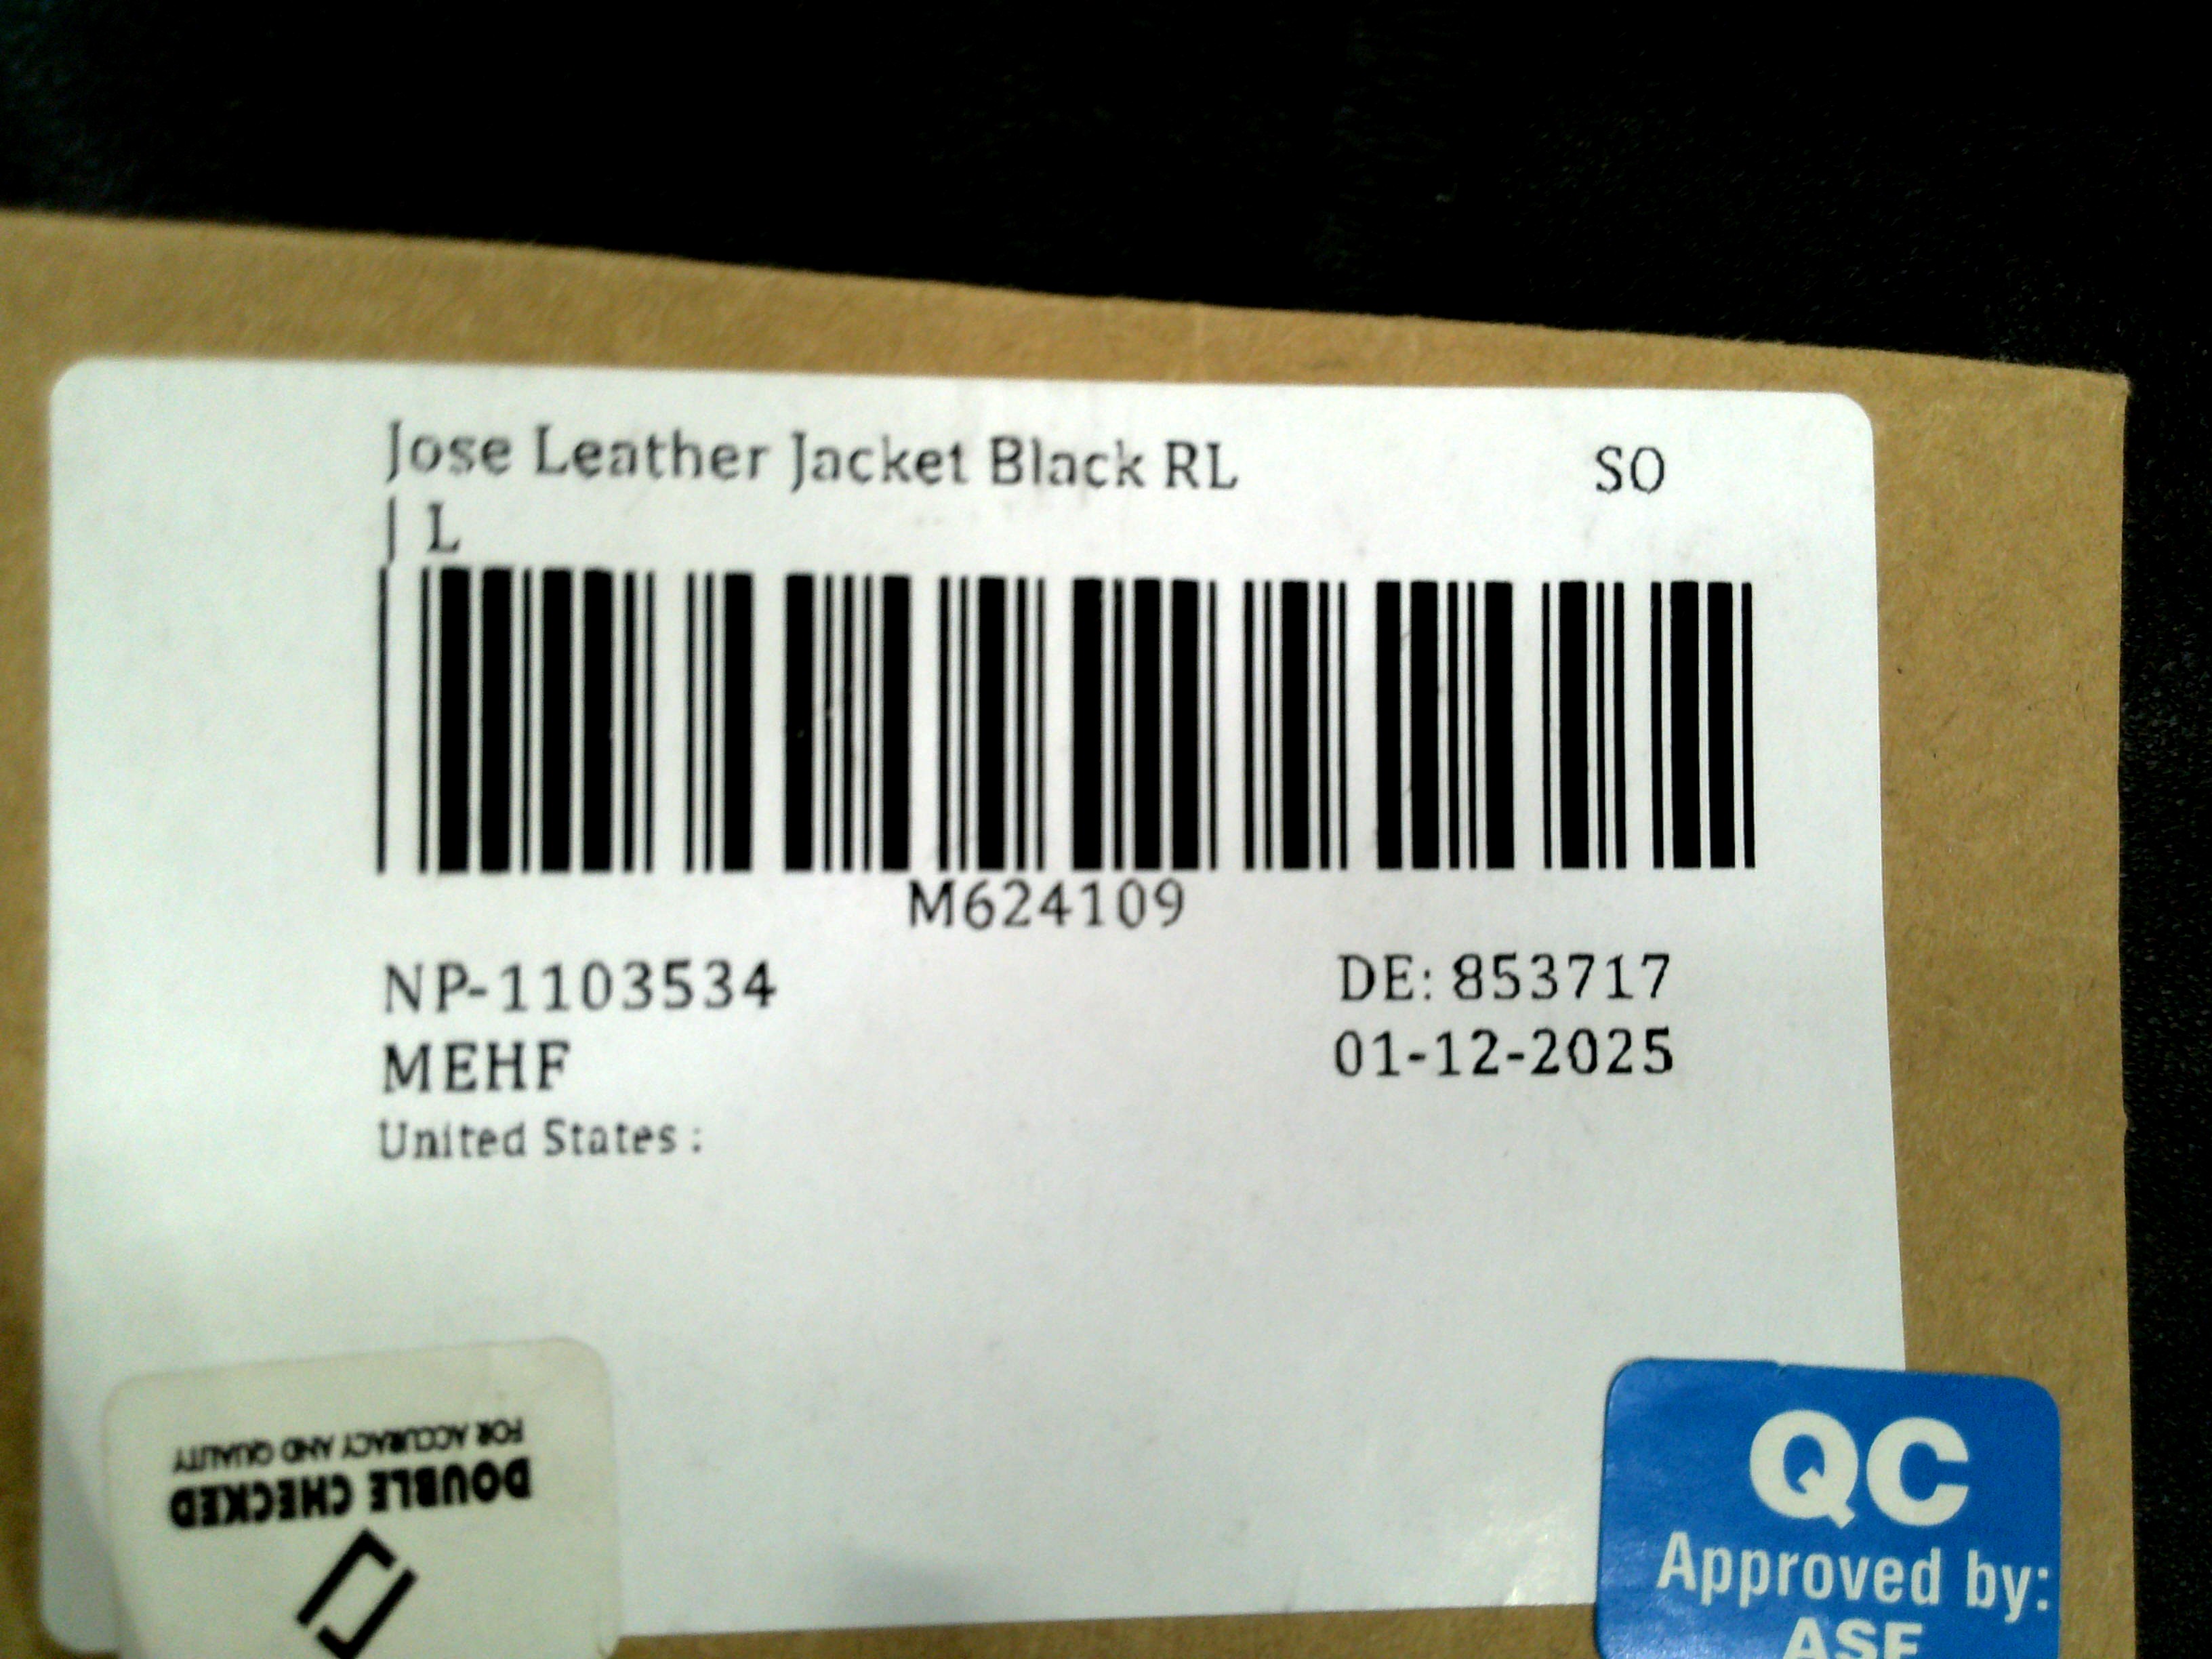 Jose Leather Jacket Black RL
SO
| L
M624109
NP-1103534
DE: 853717
MEHF
01-12-2025
United States :
DOUBLE CHECKED
FOR ACCURACY AND QUALITY
QC
Approved by: